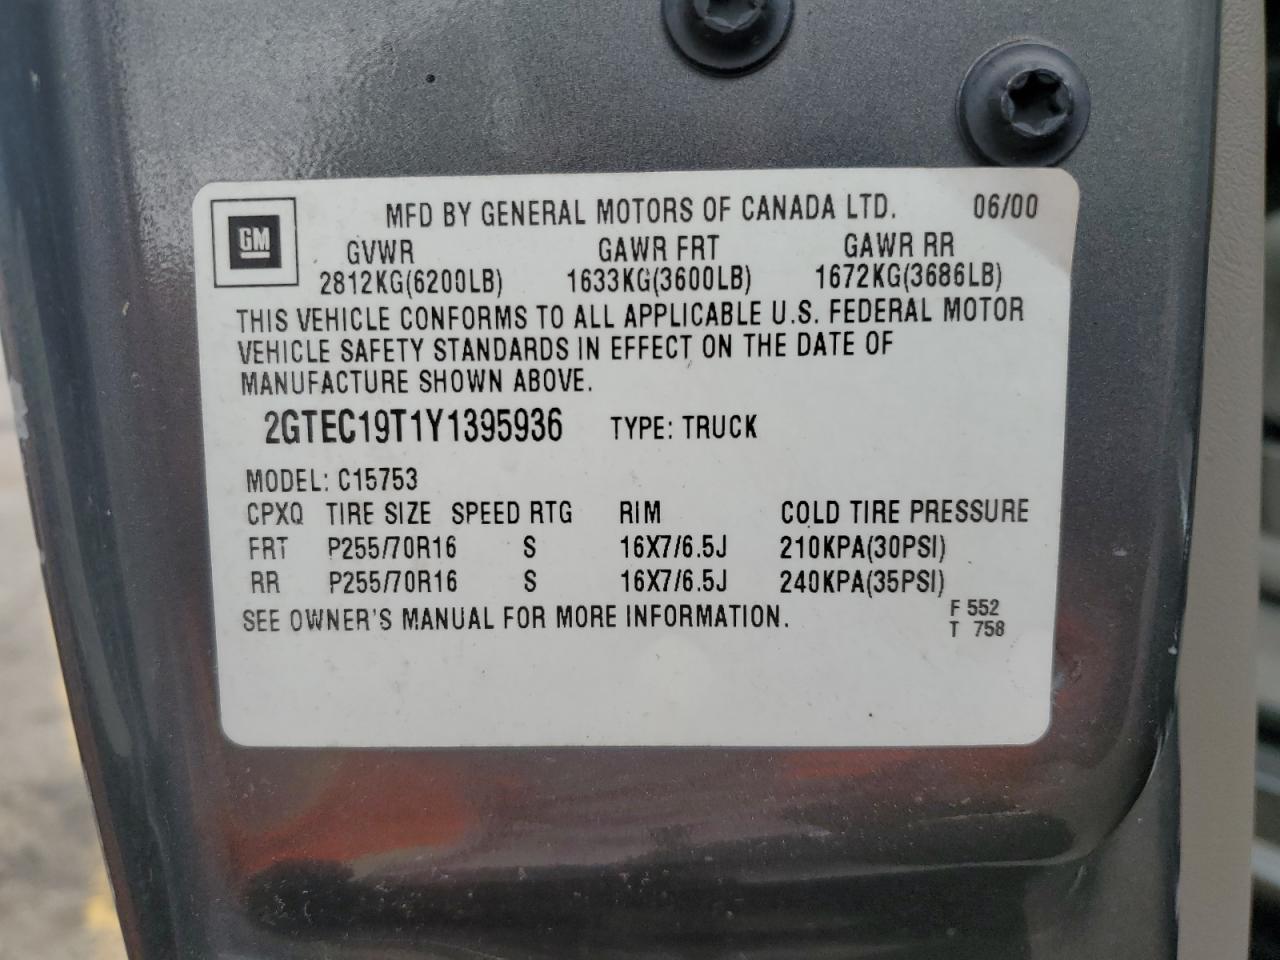 MFD BY GENERAL MOTORS OF CANADA LTD. 06/00
GM
GVWR GAWR FRT GAWR RR
2812KG(6200LB) 1633KG(3600LB) 1672KG(3686LB)
THIS VEHICLE CONFORMS TO ALL APPLICABLE U.S. FEDERAL MOTOR
VEHICLE SAFETY STANDARDS IN EFFECT ON THE DATE OF
MANUFACTURE SHOWN ABOVE.
2GTEC19T1Y1395936 TYPE: TRUCK
MODEL: C15753
CPXQ TIRE SIZE SPEED RTG RIM COLD TIRE PRESSURE
FRT P255/70R16 S 16X7/6.5J 210KPA(30PSI)
RR P255/70R16 S 16X7/6.5J 240KPA(35PSI)
SEE OWNER'S MANUAL FOR MORE INFORMATION.
F 552
T 758